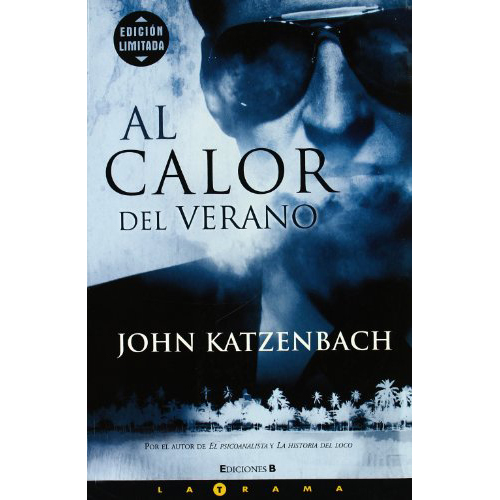 EDICIÓN
LIMITADA
AL
CALOR
DEL VERANO
JOHN KATZENBACH
POR EL AUTOR DE EL PSICOANALISTA Y LA HISTORIA DEL LOCO
EDICIONES B
LA TRAMA